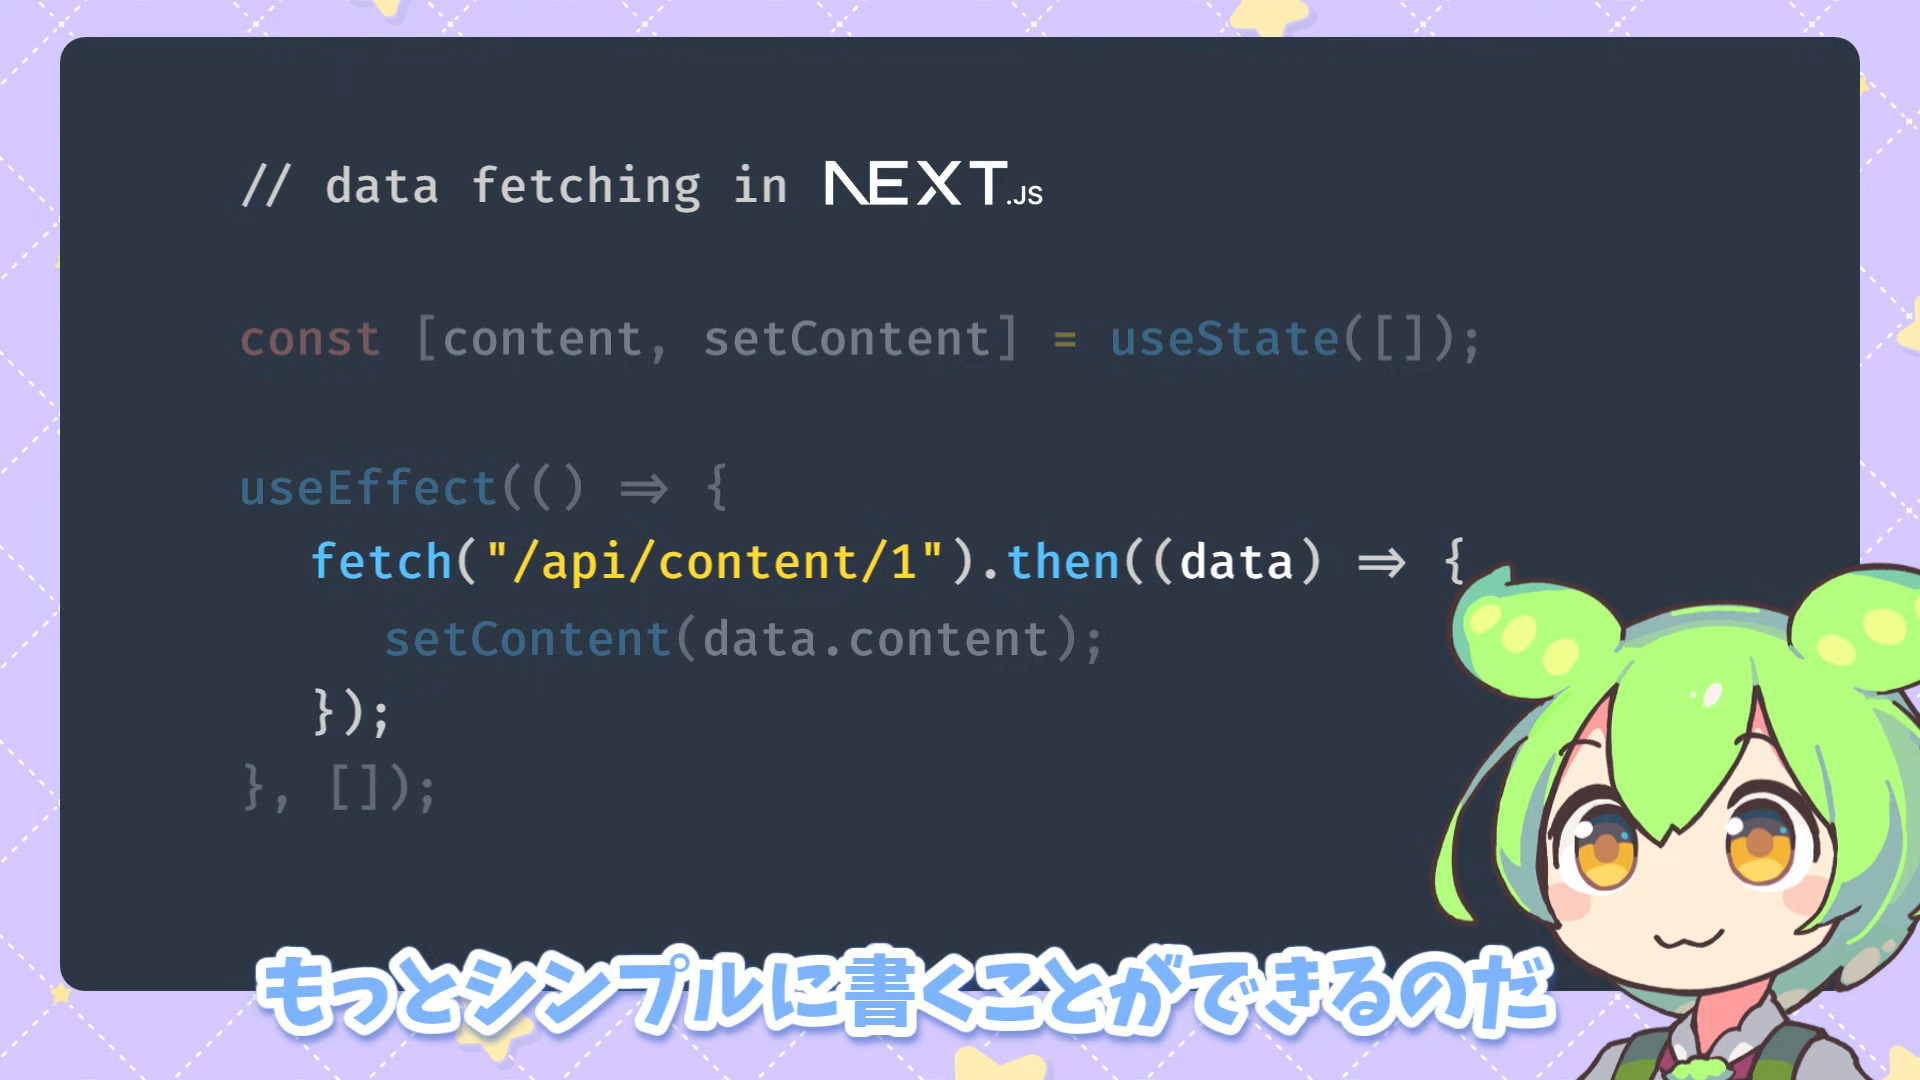 // data fetching in NEXT.JS
const [content, setContent] = useState([]);
useEffect(() => {
fetch("/api/content/1").then((data) => {
setContent(data.content);
});
}, []);
もっとシンプルに書くことができるのだ